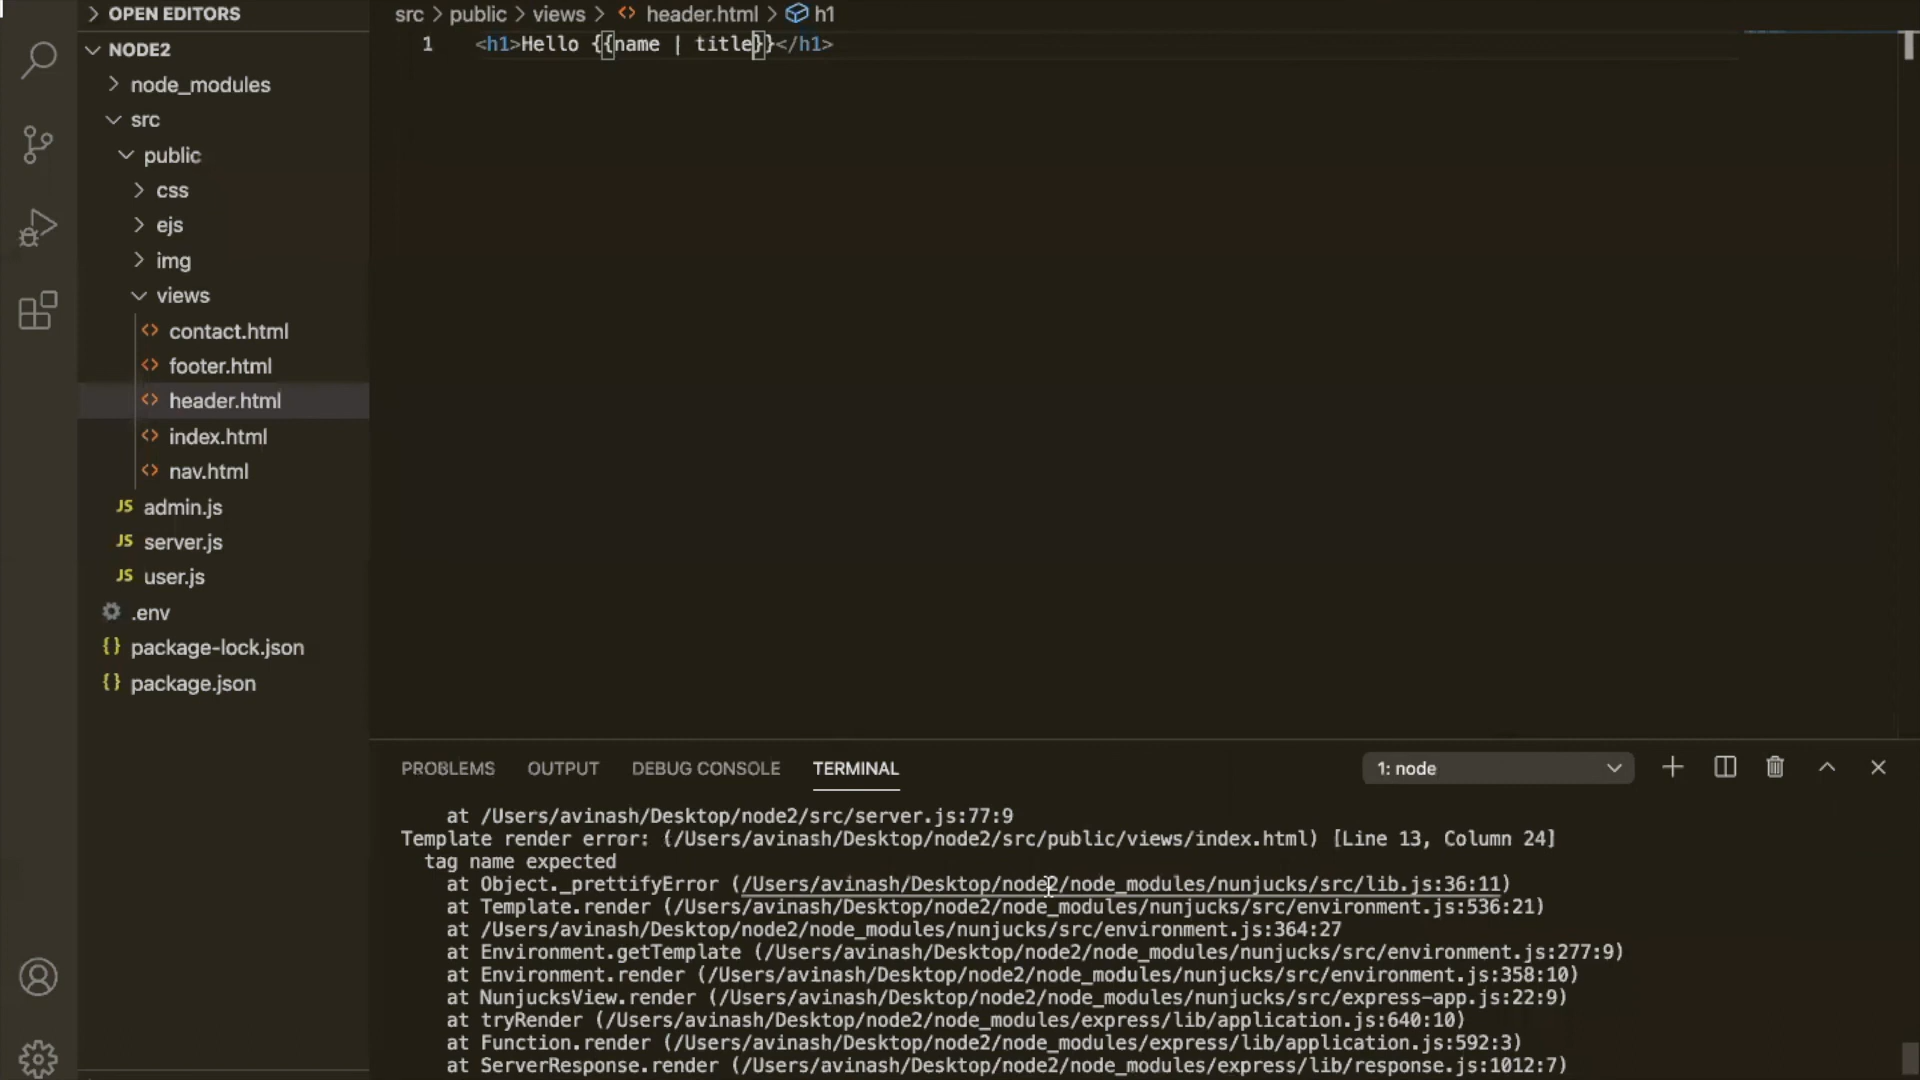 OPEN EDITORS
NODE2
node_modules
src
public
css
ejs
img
views
contact.html
footer.html
header.html
index.html
nav.html
JS admin.js
JS server.js
JS user.js
.env
{} package-lock.json
{} package.json
src > public > views > <> header.html > h1
1 <h1>Hello {{name | title}}</h1>
PROBLEMS OUTPUT DEBUG CONSOLE TERMINAL 1: node
at /Users/avinash/Desktop/node2/src/server.js:77:9
Template render error: (/Users/avinash/Desktop/node2/src/public/views/index.html) [Line 13, Column 24]
tag name expected
at Object._prettifyError (/Users/avinash/Desktop/node2/node_modules/nunjucks/src/lib.js:36:11)
at Template.render (/Users/avinash/Desktop/node2/node_modules/nunjucks/src/environment.js:536:21)
at /Users/avinash/Desktop/node2/node_modules/nunjucks/src/environment.js:364:27
at Environment.getTemplate (/Users/avinash/Desktop/node2/node_modules/nunjucks/src/environment.js:277:9)
at Environment.render (/Users/avinash/Desktop/node2/node_modules/nunjucks/src/environment.js:358:10)
at NunjucksView.render (/Users/avinash/Desktop/node2/node_modules/nunjucks/src/express-app.js:22:9)
at tryRender (/Users/avinash/Desktop/node2/node_modules/express/lib/application.js:640:10)
at Function.render (/Users/avinash/Desktop/node2/node_modules/express/lib/application.js:592:3)
at ServerResponse.render (/Users/avinash/Desktop/node2/node_modules/express/lib/response.js:1012:7)